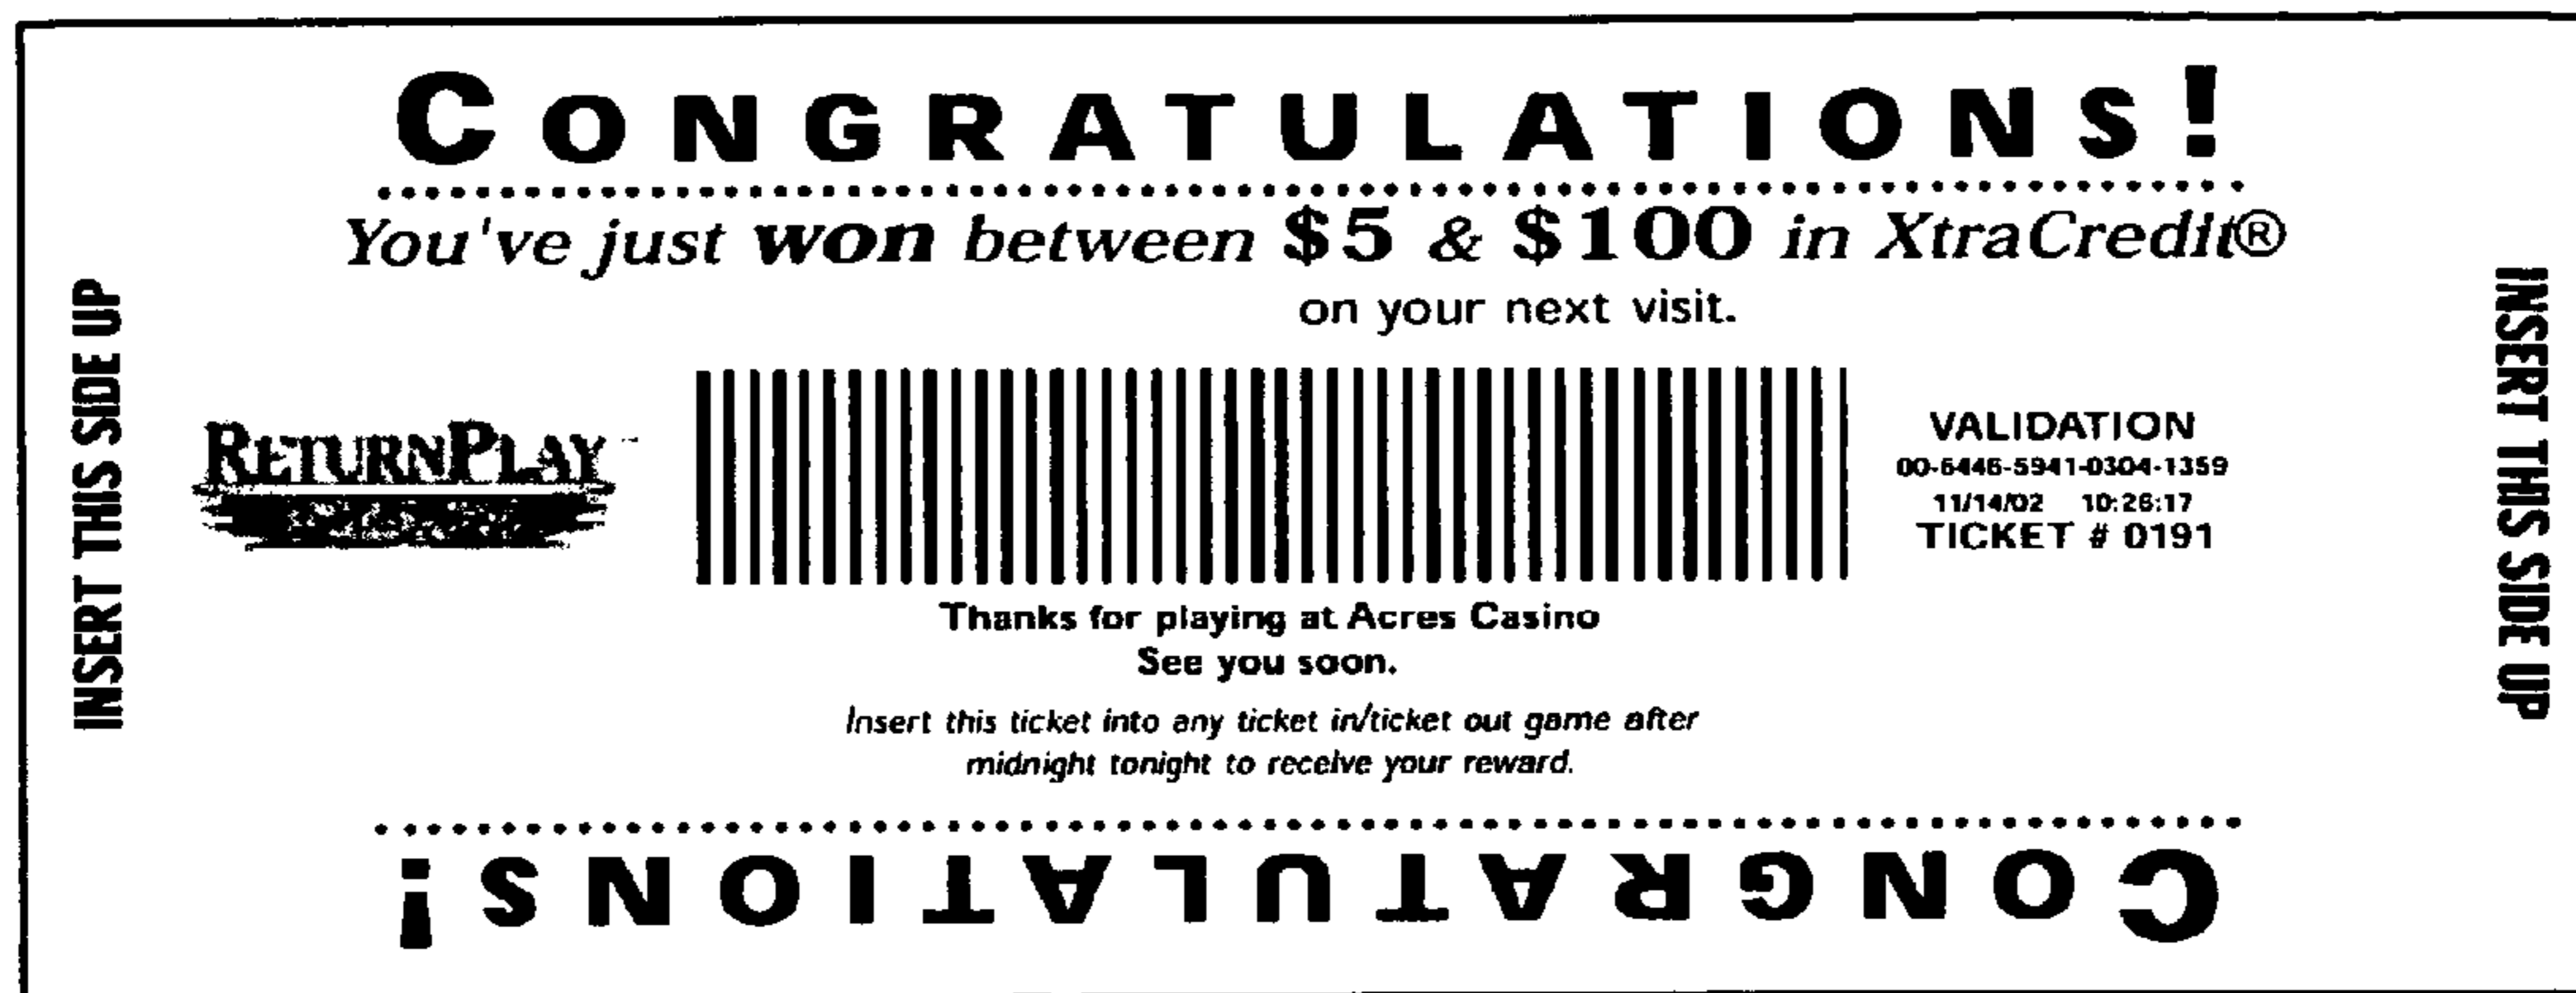 CONGRATULATIONS!
You've just won between $5 & $100 in XtraCredit®
on your next visit.
INSERT THIS SIDE UP
RETURNPLAY
VALIDATION
00-6446-5941-0304-1359
11/14/02 10:26:17
TICKET # 0191
INSERT THIS SIDE UP
Thanks for playing at Acres Casino
See you soon.
Insert this ticket into any ticket in/ticket out game after
midnight tonight to receive your reward.
CONGRATULATIONS!